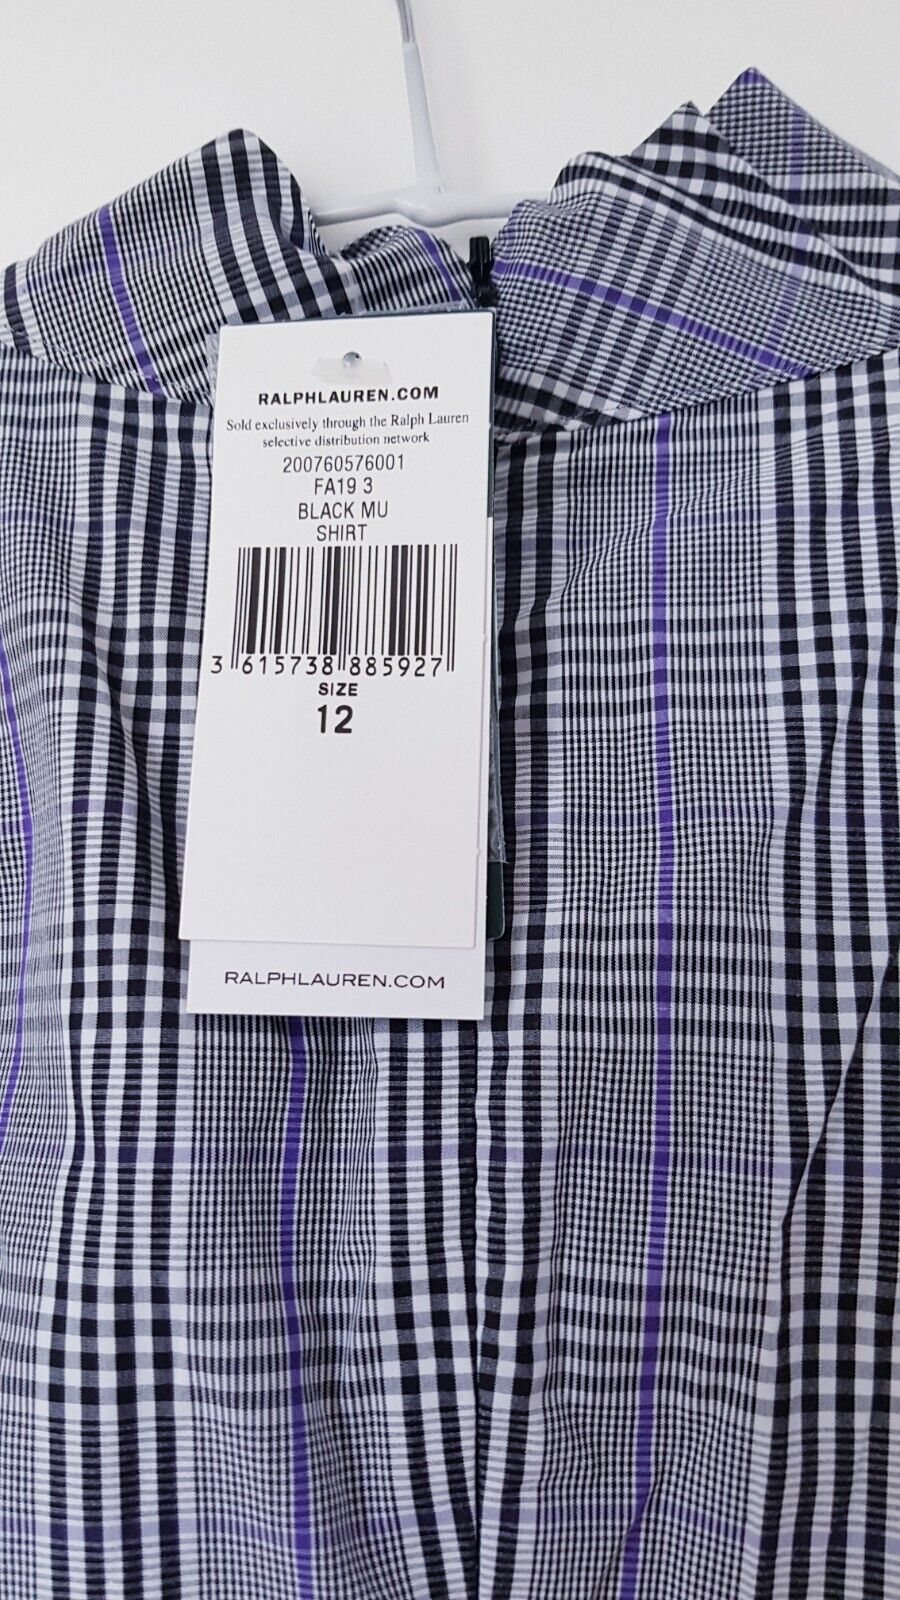 RALPHLAUREN.COM
Sold exclusively through the Ralph Lauren
selective distribution network
200760576001
FA19 3
BLACK MU
SHIRT
3 615738 885927
SIZE
12
RALPHLAUREN.COM